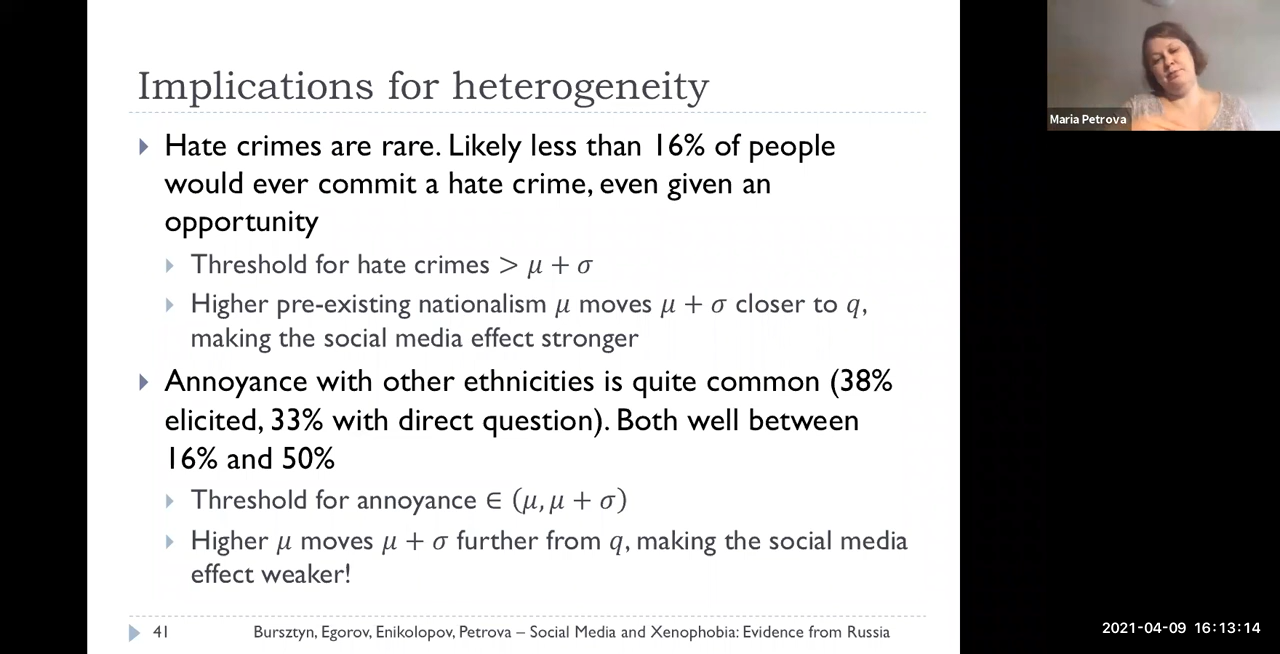 Implications for heterogeneity
Hate crimes are rare. Likely less than 16% of people
would ever commit a hate crime, even given an
opportunity
Threshold for hate crimes > μ + σ
Higher pre-existing nationalism μ moves μ + σ closer to q,
making the social media effect stronger
Annoyance with other ethnicities is quite common (38%
elicited, 33% with direct question). Both well between
16% and 50%
Threshold for annoyance ∈ (μ, μ + σ)
Higher μ moves μ + σ further from q, making the social media
effect weaker!
41 Bursztyn, Egorov, Enikolopov, Petrova – Social Media and Xenophobia: Evidence from Russia
Maria Petrova
2021-04-09 16:13:14